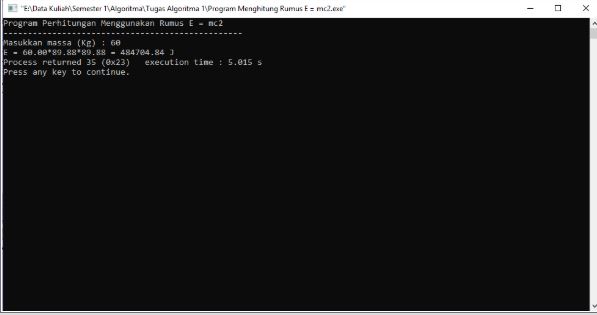 "E:\Data Kuliah\Semester 1\Algoritma\Tugas Algoritma 1\Program Menghitung Rumus E = mc2.exe"
Program Perhitungan Menggunakan Rumus E = mc2
------------------------------------------------
Masukkan massa (Kg) : 60
E = 60.00*89.88*89.88 = 484704.84 J
Process returned 35 (0x23)   execution time : 5.015 s
Press any key to continue.